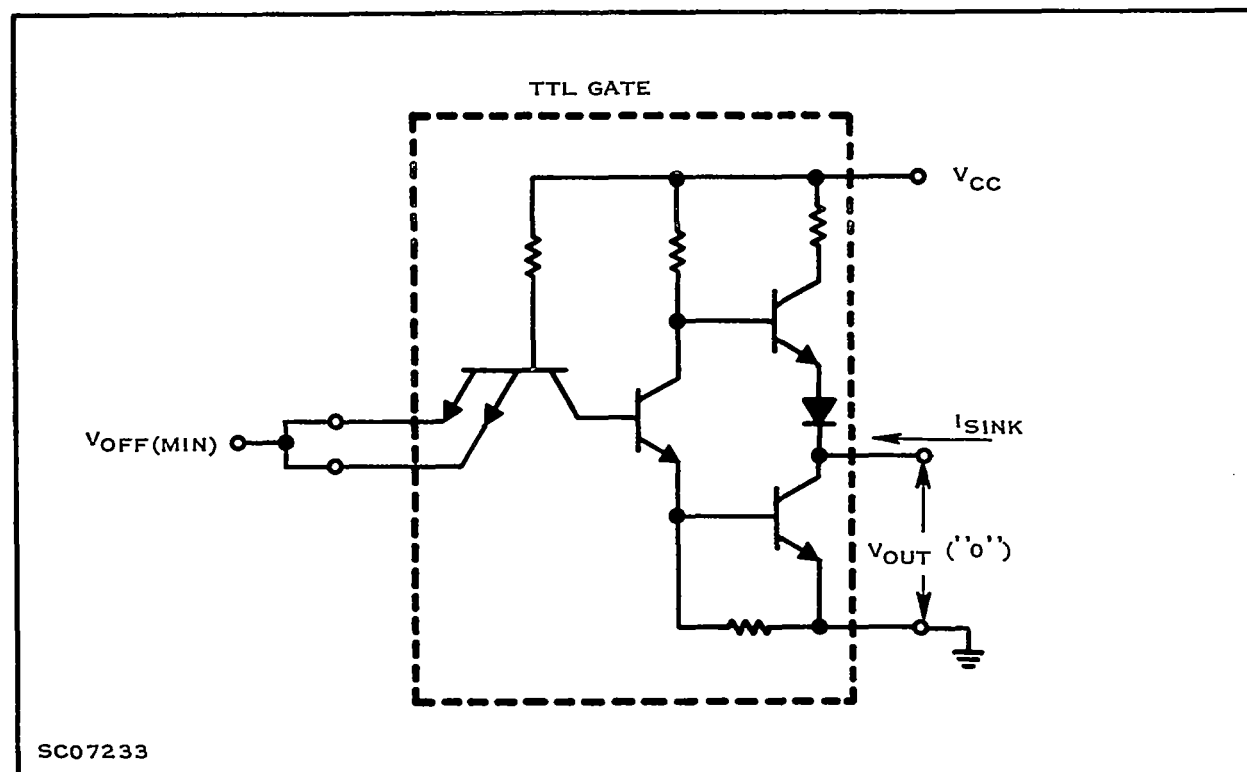 TTL GATE
VCC
VOFF(MIN)
ISINK
VOUT ("0")
SC07233